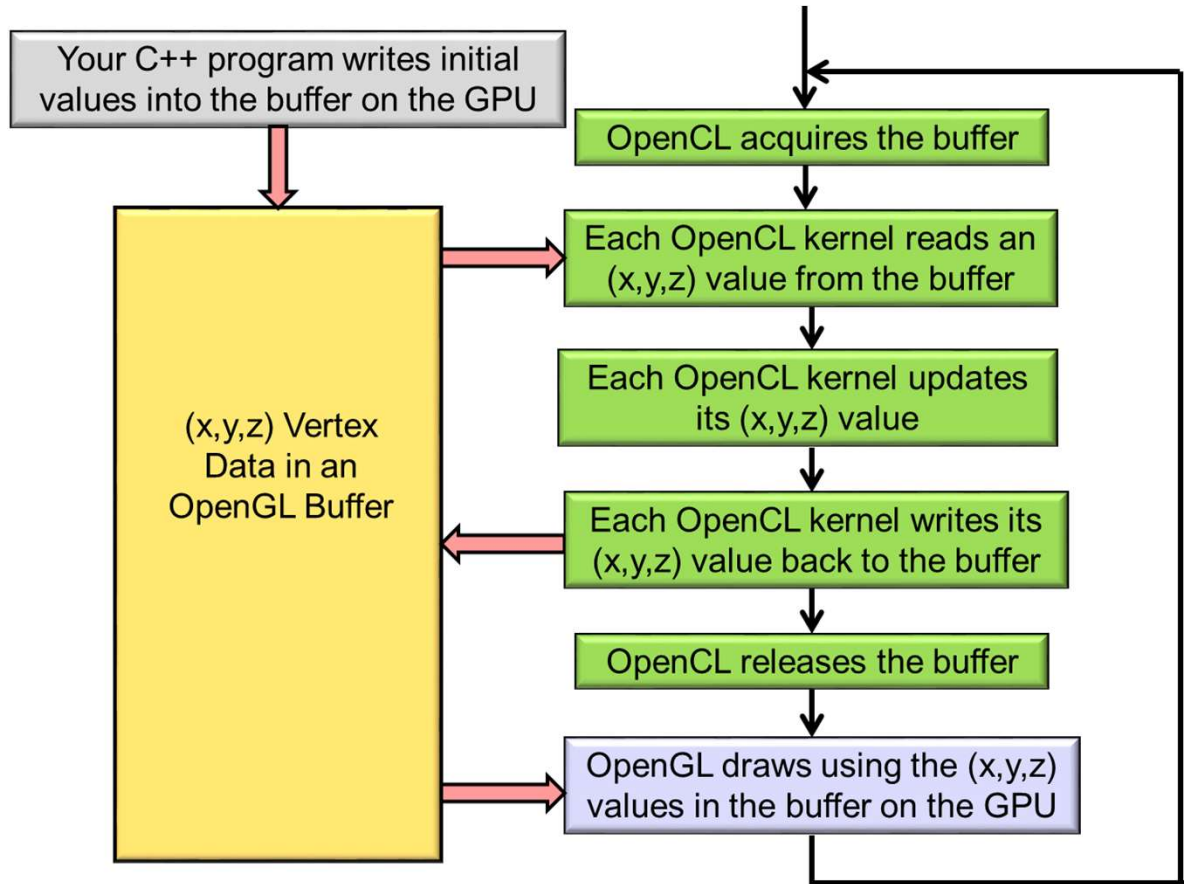 Your C++ program writes initial
values into the buffer on the GPU
OpenCL acquires the buffer
Each OpenCL kernel reads an
(x,y,z) value from the buffer
Each OpenCL kernel updates
its (x,y,z) value
(x,y,z) Vertex
Data in an
OpenGL Buffer
Each OpenCL kernel writes its
(x,y,z) value back to the buffer
OpenCL releases the buffer
OpenGL draws using the (x,y,z)
values in the buffer on the GPU